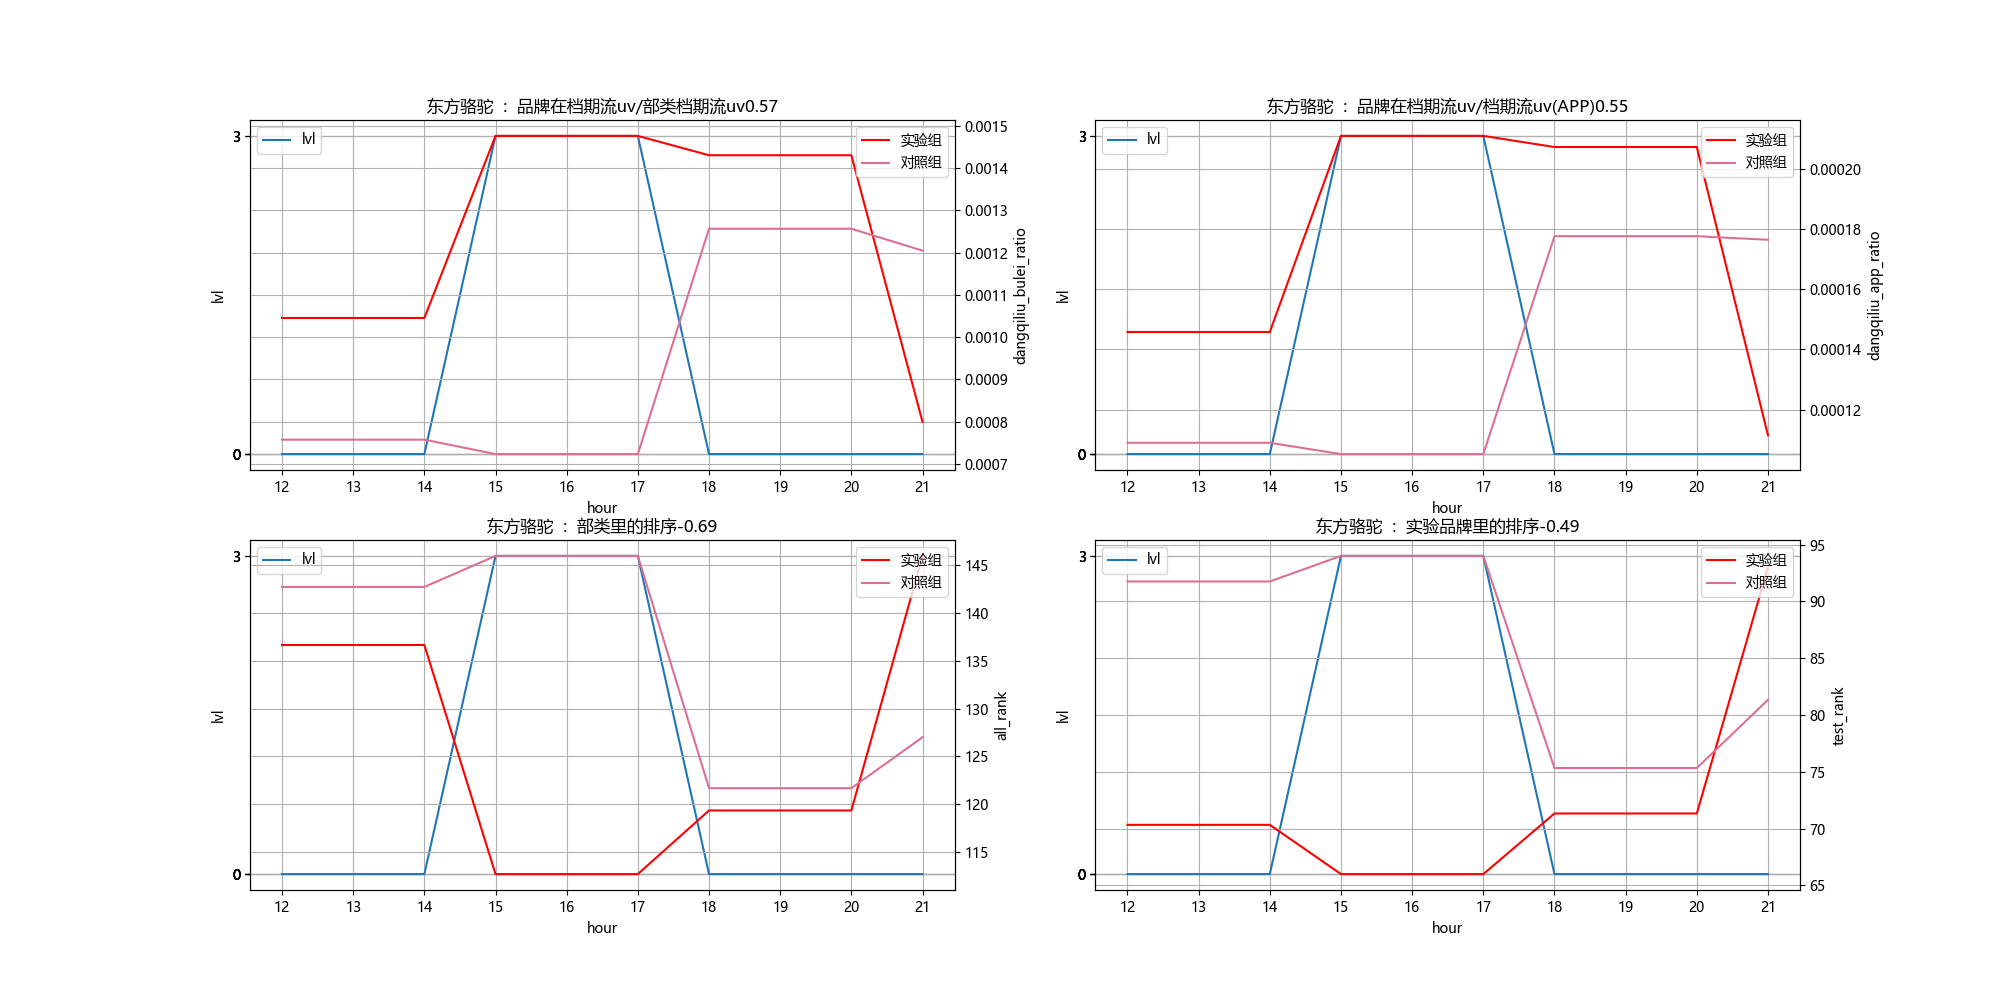 东方骆驼 : 品牌在档期流uv/部类档期流uv0.57
lvl
实验组
对照组
3
0
lvl
0.0015
0.0014
0.0013
0.0012
0.0011
0.0010
0.0009
0.0008
0.0007
dangqiliu_bulei_ratio
12 13 14 15 16 17 18 19 20 21
hour
东方骆驼 : 品牌在档期流uv/档期流uv(APP)0.55
lvl
实验组
对照组
3
0
lvl
0.00020
0.00018
0.00016
0.00014
0.00012
dangqiliu_app_ratio
12 13 14 15 16 17 18 19 20 21
hour
东方骆驼 : 部类里的排序-0.69
lvl
实验组
对照组
3
0
lvl
145
140
135
130
125
120
115
all_rank
12 13 14 15 16 17 18 19 20 21
hour
东方骆驼 : 实验品牌里的排序-0.49
lvl
实验组
对照组
3
0
lvl
95
90
85
80
75
70
65
test_rank
12 13 14 15 16 17 18 19 20 21
hour